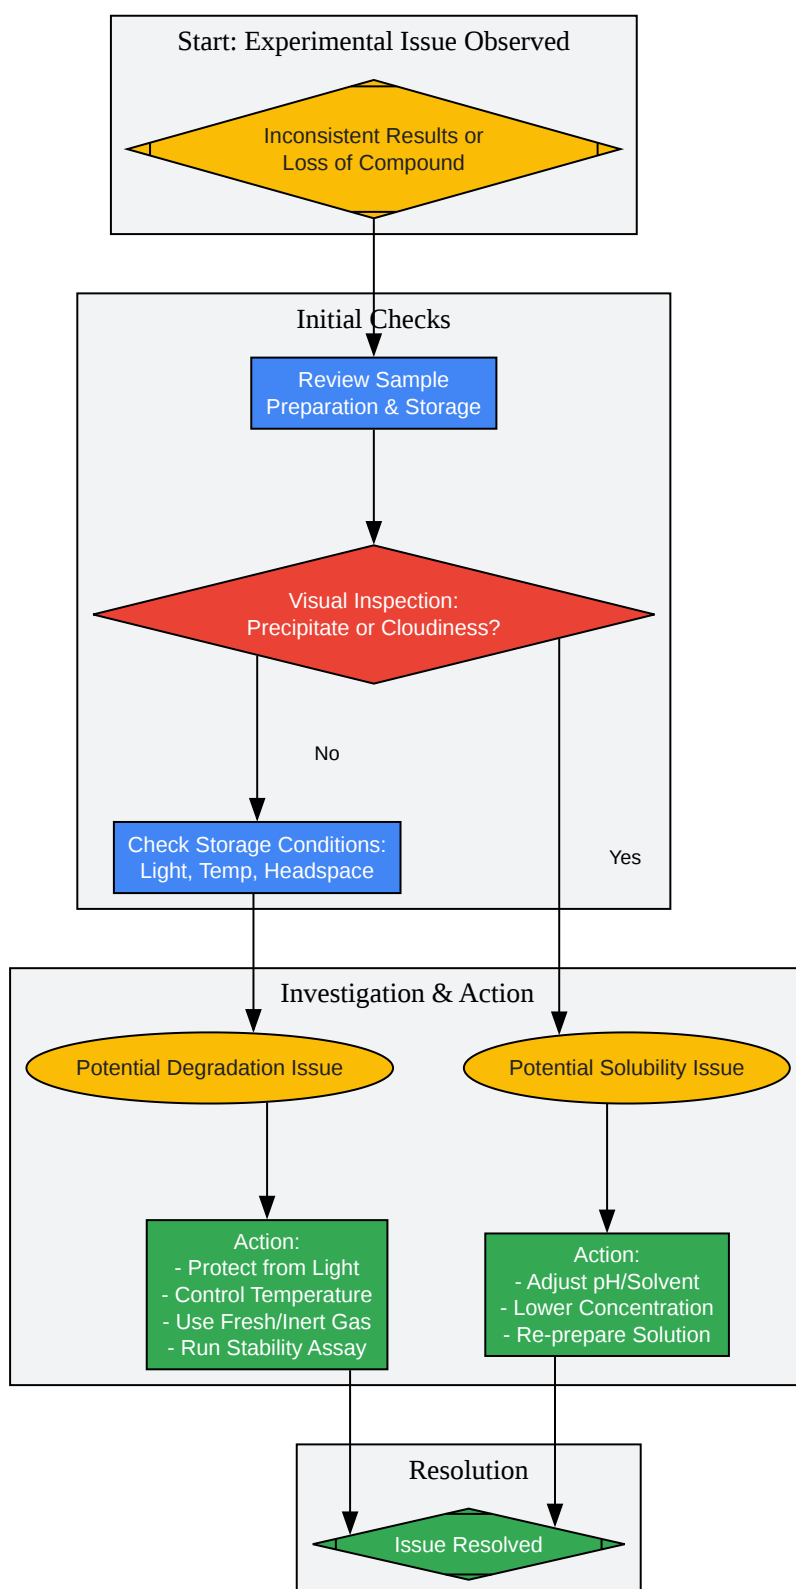 Start: Experimental Issue Observed
Inconsistent Results or
Loss of Compound
Initial Checks
Review Sample
Preparation & Storage
Visual Inspection:
Precipitate or Cloudiness?
No
Check Storage Conditions:
Light, Temp, Headspace
Yes
Investigation & Action
Potential Degradation Issue
Potential Solubility Issue
Action:
- Protect from Light
- Control Temperature
- Use Fresh/Inert Gas
- Run Stability Assay
Action:
- Adjust pH/Solvent
- Lower Concentration
- Re-prepare Solution
Resolution
Issue Resolved